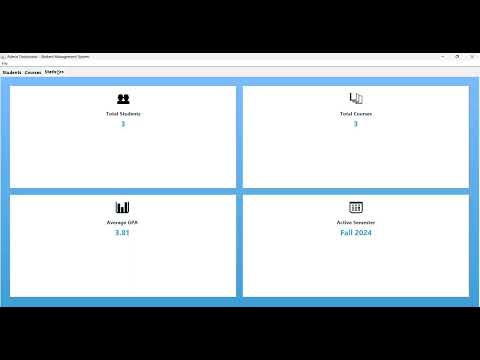 Admin Dashboard - Student Management System
File
Students Courses Statistics
Total Students
3
Total Courses
3
Average GPA
3.81
Active Semester
Fall 2024